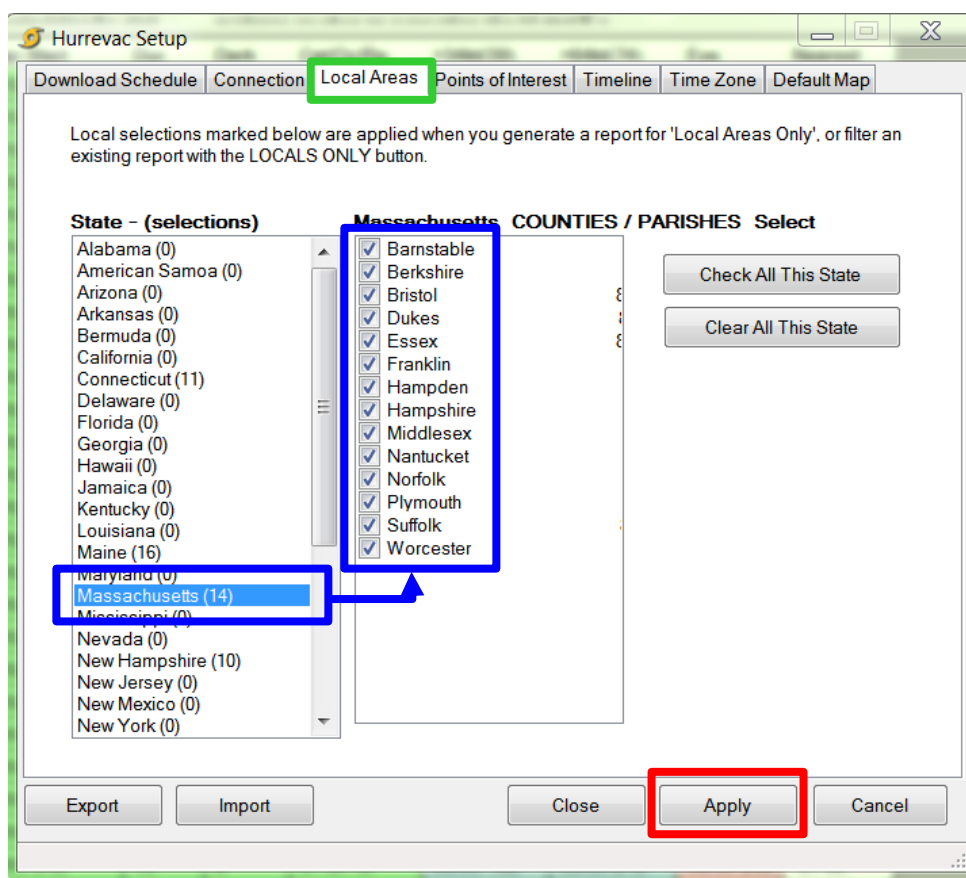 Hurrevac Setup
Download Schedule Connection Local Areas Points of Interest Timeline Time Zone Default Map
Local selections marked below are applied when you generate a report for 'Local Areas Only', or filter an
existing report with the LOCALS ONLY button.
State - (selections)
Alabama (0)
American Samoa (0)
Arizona (0)
Arkansas (0)
Bermuda (0)
California (0)
Connecticut (11)
Delaware (0)
Florida (0)
Georgia (0)
Hawaii (0)
Jamaica (0)
Kentucky (0)
Louisiana (0)
Maine (16)
Maryland (0)
Massachusetts (14)
Mississippi (0)
Nevada (0)
New Hampshire (10)
New Jersey (0)
New Mexico (0)
New York (0)
Massachusetts COUNTIES / PARISHES Select
Barnstable
Berkshire
Bristol
Dukes
Essex
Franklin
Hampden
Hampshire
Middlesex
Nantucket
Norfolk
Plymouth
Suffolk
Worcester
Check All This State
Clear All This State
Export Import Close Apply Cancel